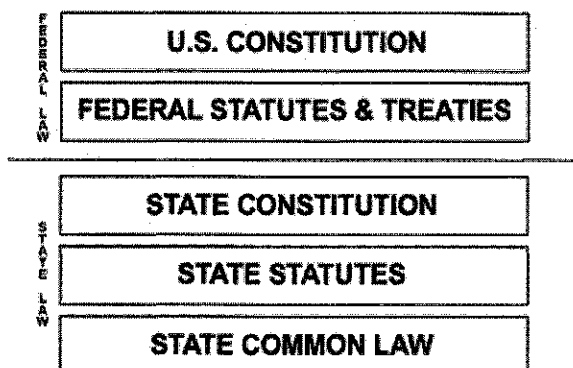 FEDERAL LAW
U.S. CONSTITUTION
FEDERAL STATUTES & TREATIES
STATE LAW
STATE CONSTITUTION
STATE STATUTES
STATE COMMON LAW